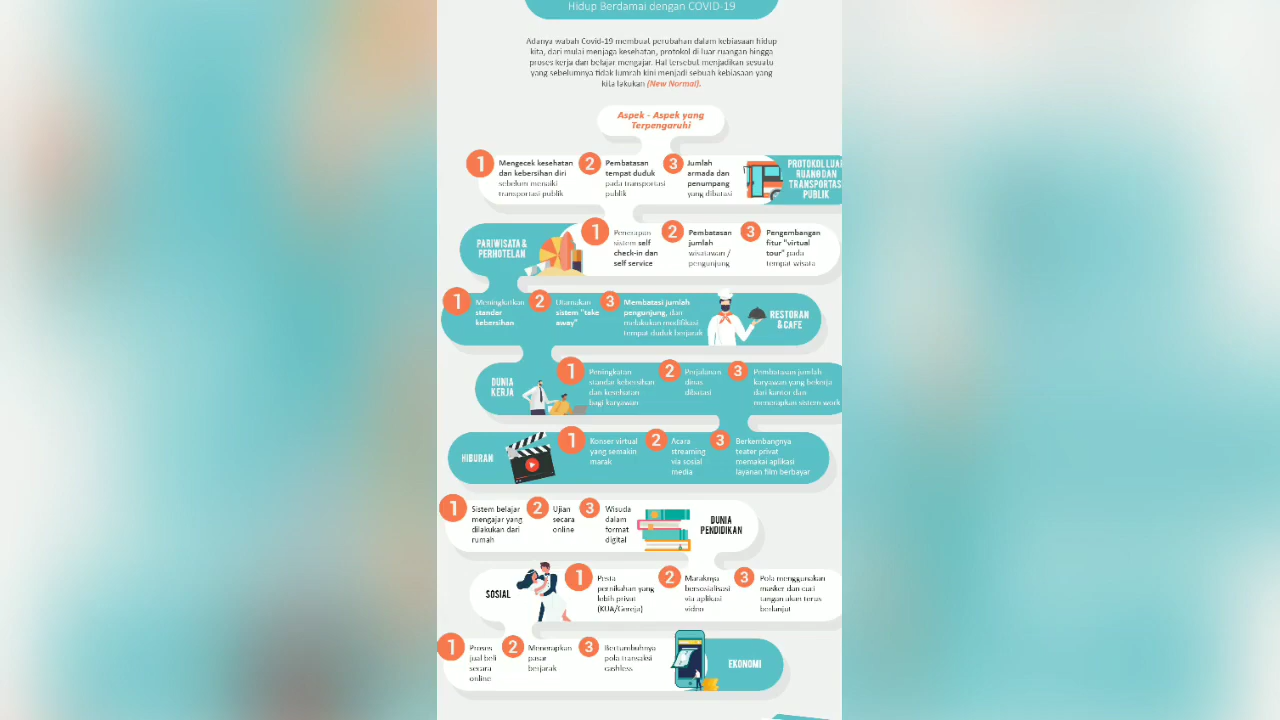 Hidup Berdamai dengan COVID-19
Adanya wabah Covid-19 membuat perubahan dalam kebiasaan hidup
kita, dari mulai menjaga kesehatan, protokol di luar ruangan hingga
proses kerja dan belajar mengajar. Hal tersebut menjadikan sesuatu
yang sebelumnya tidak lumrah kini menjadi sebuah kebiasaan yang
kita lakukan (New Normal).
Aspek - Aspek yang
Terpengaruhi
1
Mengecek kesehatan
dan kebersihan diri
sebelum menaiki
transportasi publik
2
Pembatasan
tempat duduk
pada transportasi
publik
3
Jumlah
armada dan
penumpang
yang dibatasi
PROTOKOL LUAR
RUANG DAN
TRANSPORTASI
PUBLIK
PARIWISATA &
PERHOTELAN
1
Penerapan
sistem self
check-in dan
self service
2
Pembatasan
jumlah
wisatawan /
pengunjung
3
Pengembangan
fitur "virtual
tour" pada
tempat wisata
1
Meningkatkan
standar
kebersihan
2
Utamakan
sistem "take
away"
3
Membatasi jumlah
pengunjung, dan
melakukan modifikasi
tempat duduk berjarak
RESTORAN
& CAFE
DUNIA
KERJA
1
Peningkatan
standar kebersihan
dan kesehatan
bagi karyawan
2
Perjalanan
dinas
dibatasi
3
Pembatasan jumlah
karyawan yang bekerja
dari kantor dan
menerapkan sistem work
HIBURAN
1
Konser virtual
yang semakin
marak
2
Acara
streaming
via sosial
media
3
Berkembangnya
teater privat
memakai aplikasi
layanan film berbayar
1
Sistem belajar
mengajar yang
dilakukan dari
rumah
2
Ujian
secara
online
3
Wisuda
dalam
format
digital
DUNIA
PENDIDIKAN
SOSIAL
1
Pesta
pernikahan yang
lebih privat
(KUA/Gereja)
2
Maraknya
bersosialisasi
via aplikasi
video
3
Pola menggunakan
masker dan cuci
tangan akan terus
berlanjut
1
Proses
jual beli
secara
online
2
Menerapkan
pasar
berjarak
3
Bertumbuhnya
pola transaksi
cashless
EKONOMI